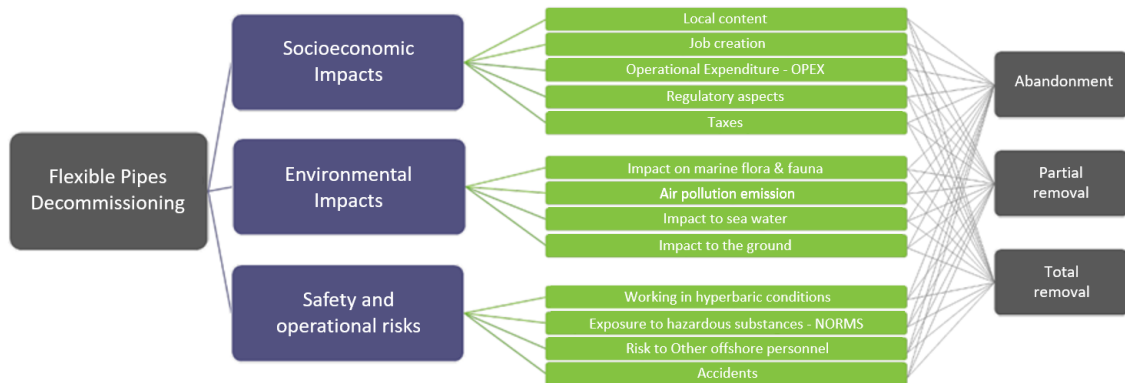 Flexible Pipes
Decommissioning
Socioeconomic
Impacts
Environmental
Impacts
Safety and
operational risks
Local content
Job creation
Operational Expenditure - OPEX
Regulatory aspects
Taxes
Impact on marine flora & fauna
Air pollution emission
Impact to sea water
Impact to the ground
Working in hyperbaric conditions
Exposure to hazardous substances - NORMS
Risk to Other offshore personnel
Accidents
Abandonment
Partial
removal
Total
removal